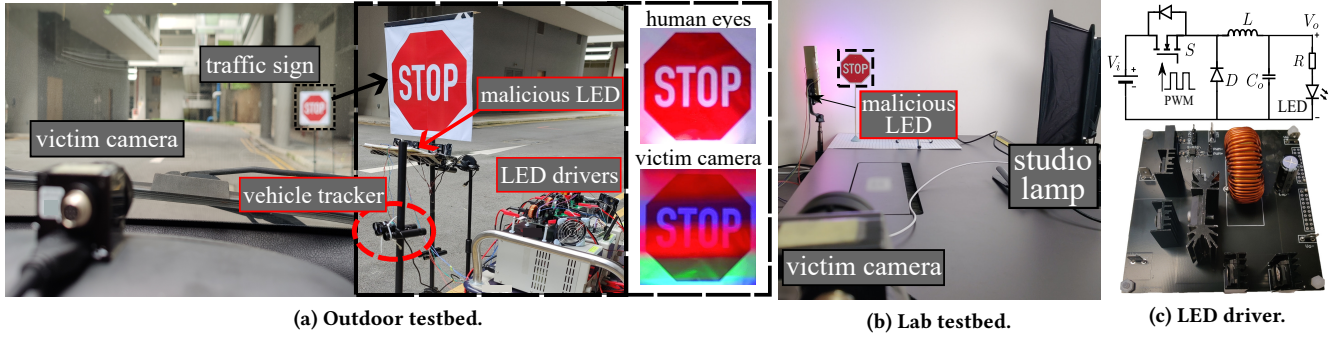 traffic sign
STOP
victim camera
STOP
malicious LED
vehicle tracker
LED drivers
human eyes
STOP
victim camera
STOP
(a) Outdoor testbed.
STOP
malicious
LED
studio
lamp
victim camera
(b) Lab testbed.
L
V_o
+
S
V_i
R
D
C_o
+
PWM
LED
-
(c) LED driver.